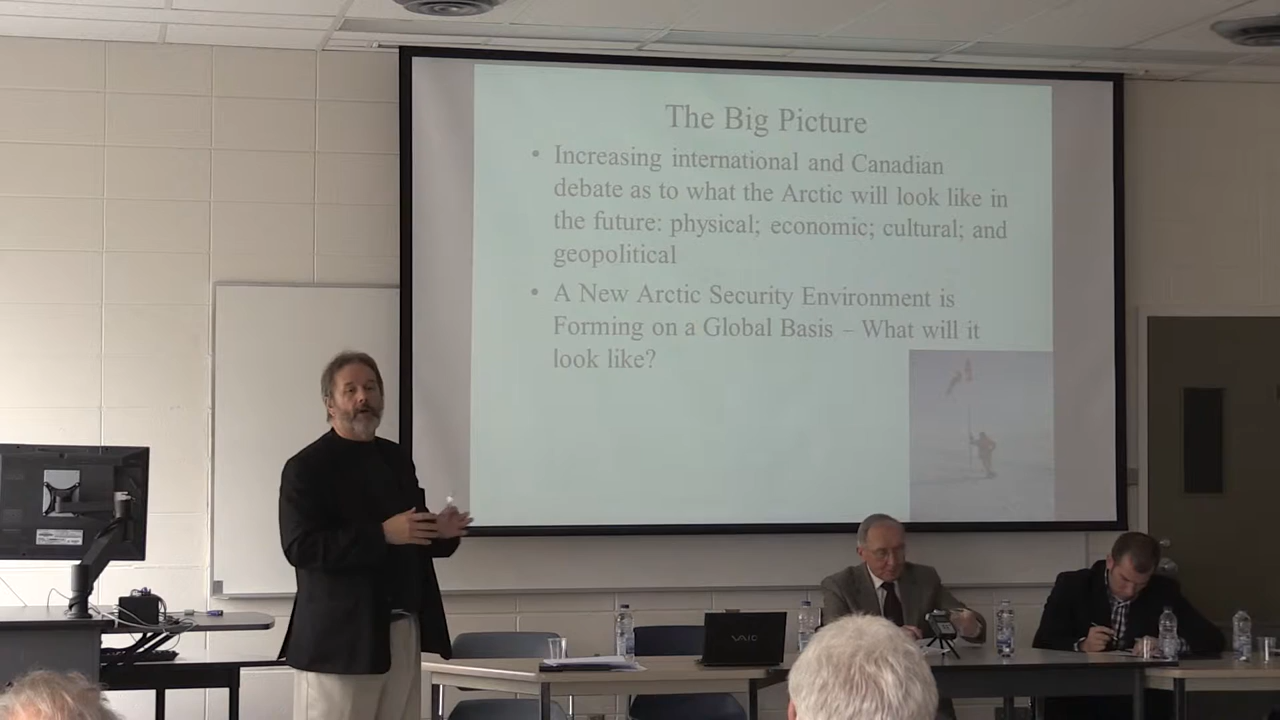 The Big Picture
• Increasing international and Canadian
debate as to what the Arctic will look like in
the future: physical; economic; cultural; and
geopolitical
• A New Arctic Security Environment is
Forming on a Global Basis – What will it
look like?
VAIO